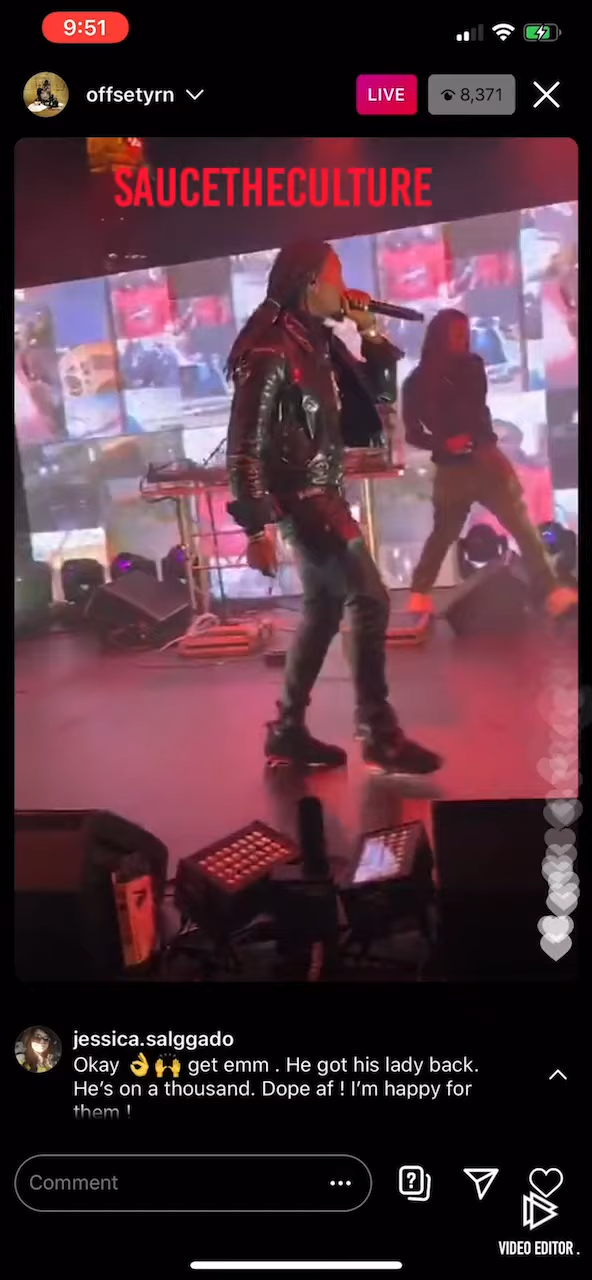 9:51
offsetyrn
LIVE
8,371
SAUCETHECULTURE
jessica.salggado
Okay 👌🙌 get emm . He got his lady back.
He's on a thousand. Dope af ! I'm happy for
them !
Comment
VIDEO EDITOR .